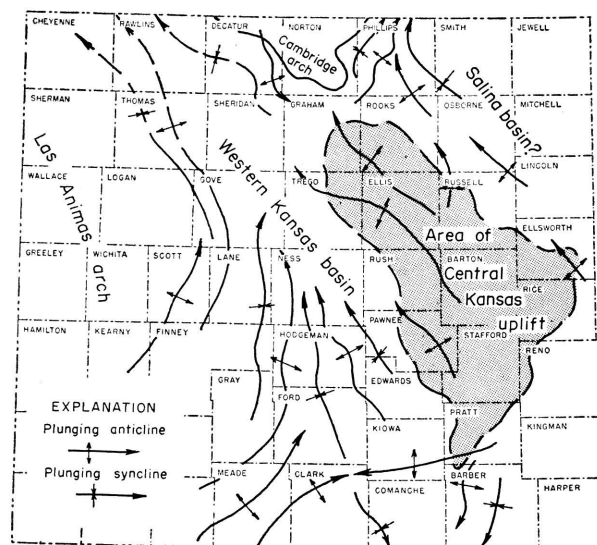 CHEYENNE
RAWLINS
DECATUR
NORTON
PHILLIPS
SMITH
JEWELL
Cambridge
arch
SHERMAN
THOMAS
SHERIDAN
GRAHAM
ROOKS
OSBORNE
MITCHELL
Salina basin?
LINCOLN
Las
Animas
arch
Western
Kansas
basin
WALLACE
LOGAN
GOVE
TREGO
ELLIS
RUSSELL
ELLSWORTH
Area of
Central
Kansas
uplift
GREELEY
WICHITA
SCOTT
LANE
NESS
RUSH
BARTON
RICE
PAWNEE
STAFFORD
RENO
HAMILTON
KEARNY
FINNEY
HODGEMAN
GRAY
FORD
EDWARDS
KIOWA
PRATT
KINGMAN
EXPLANATION
Plunging anticline
Plunging syncline
MEADE
CLARK
COMANCHE
BARBER
HARPER